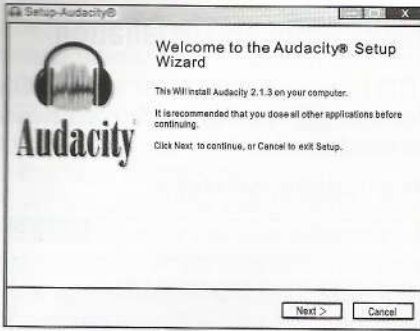 Setup-Audacity®
X
Welcome to the Audacity® Setup
Wizard
This Will install Audacity 2.1.3 on your computer.
It isrecommended that you dose all other applications before
continuing.
Click Next to continue, or Cancel to exit Setup.
Audacity
Next >
Cancel